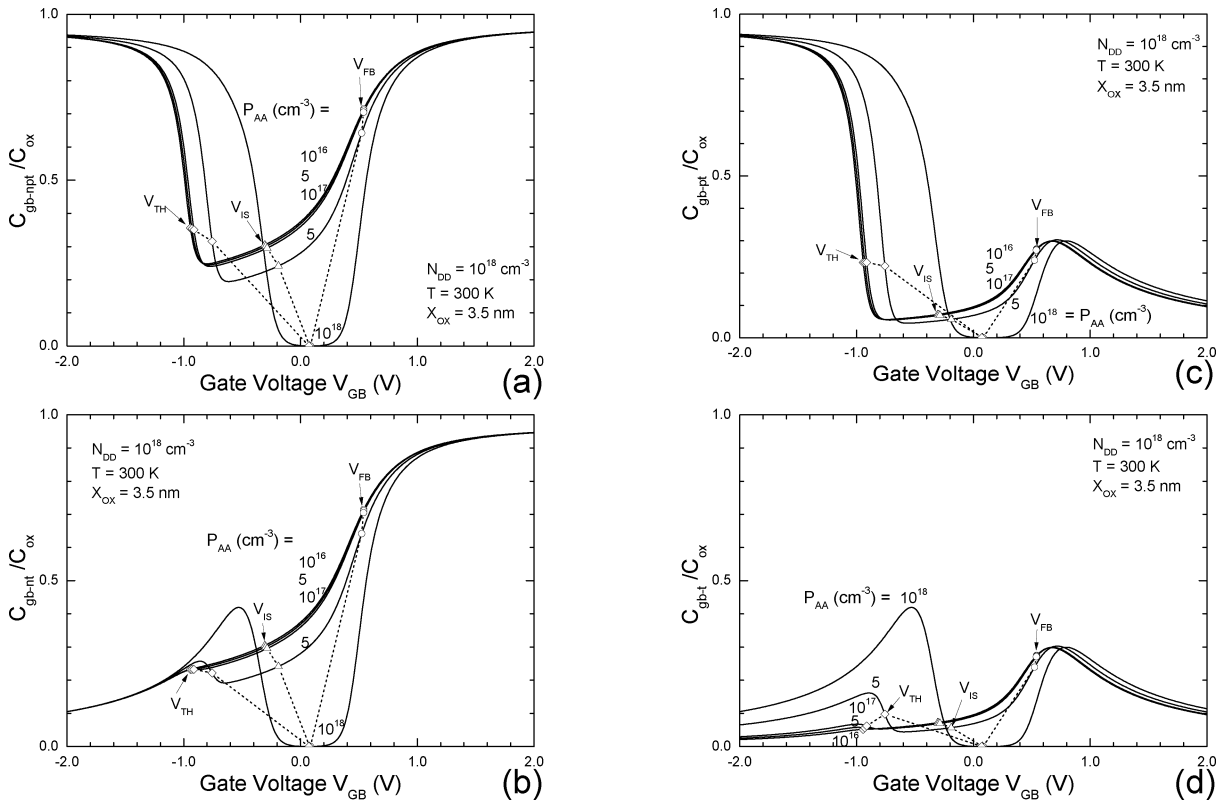 1.0
0.5
0.0
C_gb-npt /C_ox
V_FB
P_AA (cm^-3) =
10^16
5
10^17
V_TH
V_IS
5
N_DD = 10^18 cm^-3
T = 300 K
X_OX = 3.5 nm
10^18
-2.0 -1.0 0.0 1.0 2.0
Gate Voltage V_GB (V)
(a)
1.0
0.5
0.0
C_gb-pt /C_ox
N_DD = 10^18 cm^-3
T = 300 K
X_OX = 3.5 nm
V_FB
V_TH
V_IS
10^16
5
10^17
5
10^18 = P_AA (cm^-3)
-2.0 -1.0 0.0 1.0 2.0
Gate Voltage V_GB (V)
(c)
1.0
0.5
0.0
C_gb-nt /C_ox
N_DD = 10^18 cm^-3
T = 300 K
X_OX = 3.5 nm
V_FB
P_AA (cm^-3) =
10^16
5
10^17
V_IS
5
V_TH
10^18
-2.0 -1.0 0.0 1.0 2.0
Gate Voltage V_GB (V)
(b)
1.0
0.5
0.0
C_gb-t /C_ox
N_DD = 10^18 cm^-3
T = 300 K
X_OX = 3.5 nm
P_AA (cm^-3) = 10^18
V_FB
5
V_TH
V_IS
10^17
5
10^16
-2.0 -1.0 0.0 1.0 2.0
Gate Voltage V_GB (V)
(d)